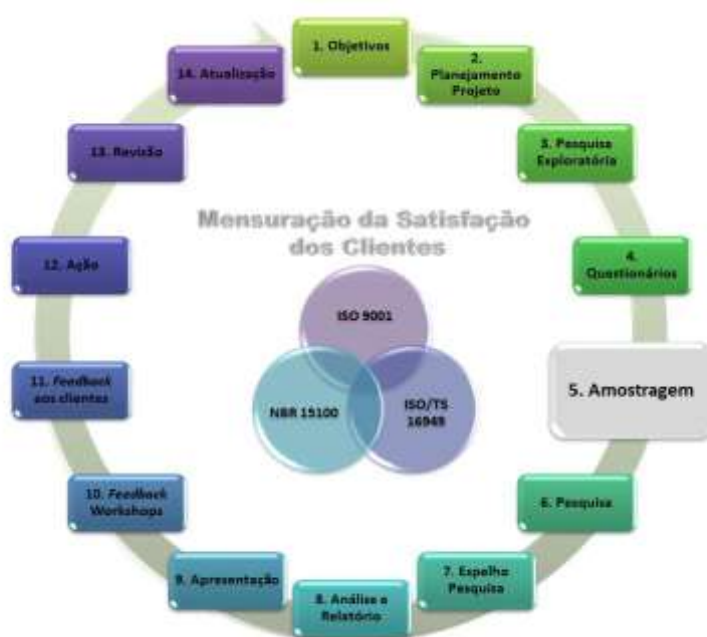 1. Objetivos
2.
Planejamento
Projeto
3. Pesquisa
Exploratória
4.
Questionários
5. Amostragem
6. Pesquisa
7. Espelho
Pesquisa
8. Análise e
Relatório
9. Apresentação
10. Feedback
Workshops
11. Feedback
aos clientes
12. Ação
13. Revisão
14. Atualização
Mensuração da Satisfação
dos Clientes
ISO 9001
NBR 15100
ISO/TS
16949